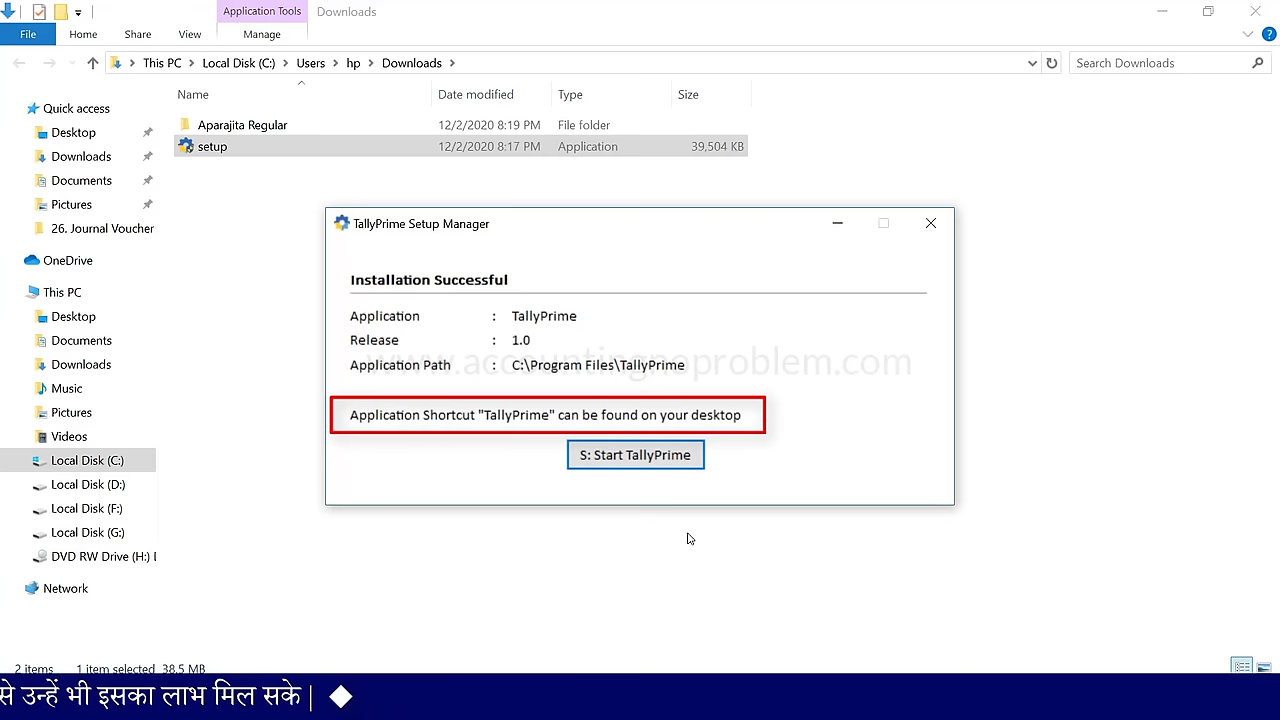 Application Tools
Downloads
File
Home
Share
View
Manage
This PC
Local Disk (C:)
Users
hp
Downloads
Search Downloads
Name
Date modified
Type
Size
Aparajita Regular
12/2/2020 8:19 PM
File folder
setup
12/2/2020 8:17 PM
Application
39,504 KB
Quick access
Desktop
Downloads
Documents
Pictures
26. Journal Voucher
OneDrive
This PC
Desktop
Documents
Downloads
Music
Pictures
Videos
Local Disk (C:)
Local Disk (D:)
Local Disk (F:)
Local Disk (G:)
DVD RW Drive (H:)
Network
TallyPrime Setup Manager
Installation Successful
Application : TallyPrime
Release : 1.0
www.accountingnoproblem.com
Application Path : C:\Program Files\TallyPrime
Application Shortcut "TallyPrime" can be found on your desktop
S: Start TallyPrime
2 items
1 item selected 38.5 MB
से उन्हें भी इसका लाभ मिल सके |